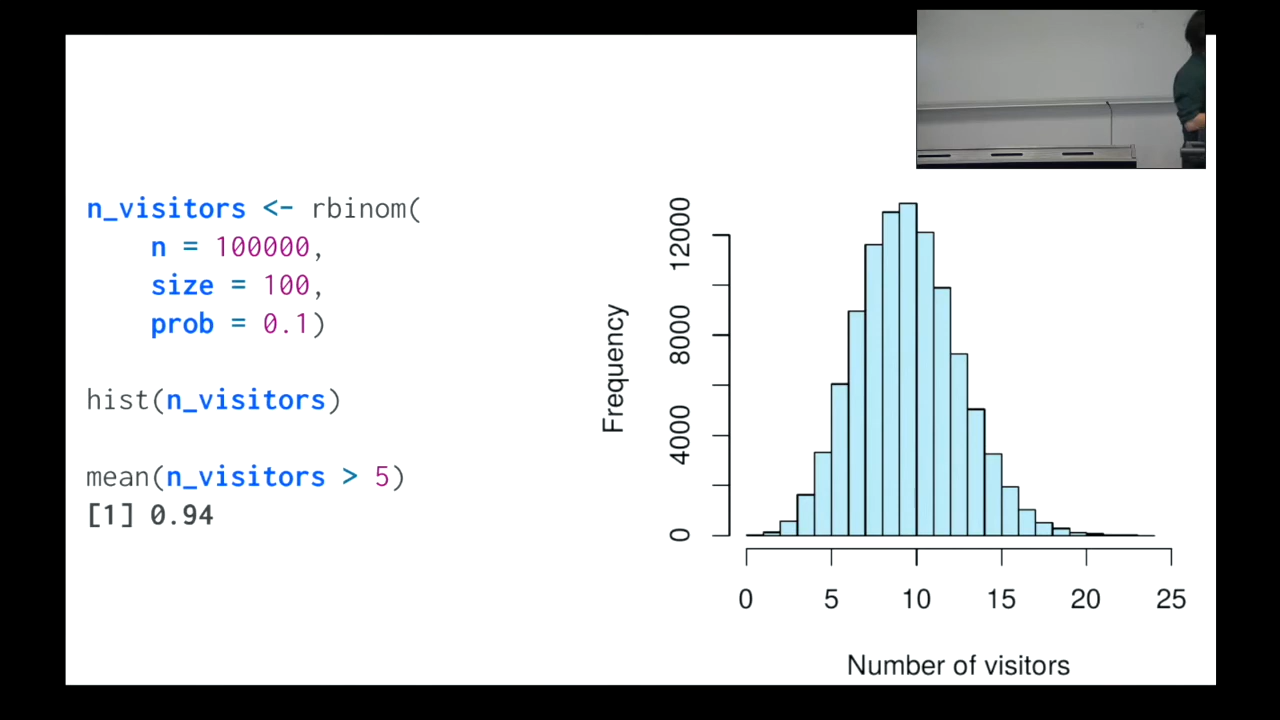 n_visitors <- rbinom(
    n = 100000,
    size = 100,
    prob = 0.1)
hist(n_visitors)
mean(n_visitors > 5)
[1] 0.94
Frequency
12000
8000
4000
0
0 5 10 15 20 25
Number of visitors